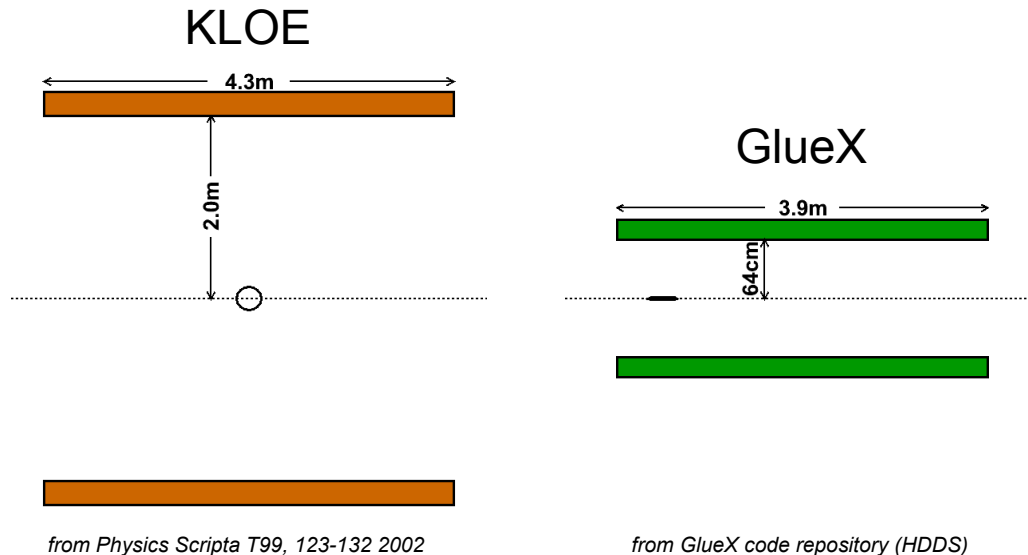 KLOE
4.3m
2.0m
from Physics Scripta T99, 123-132 2002
GlueX
3.9m
64cm
from GlueX code repository (HDDS)